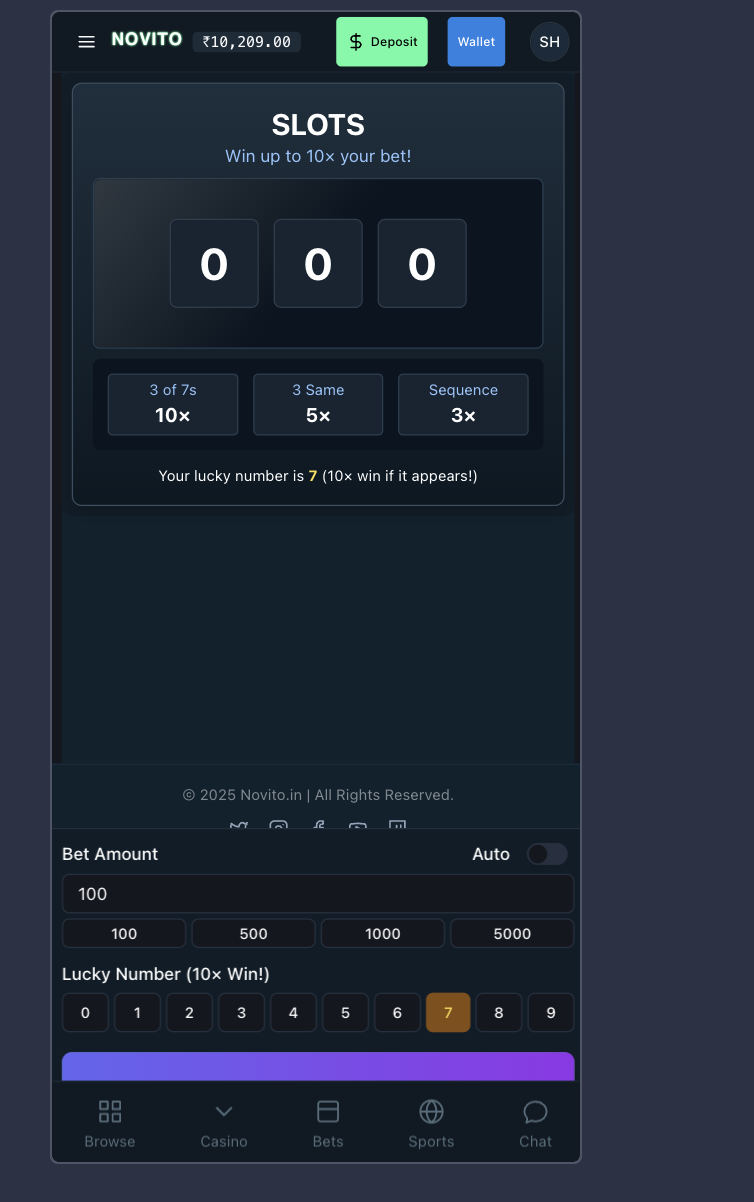 NOVITO ₹10,209.00 Deposit Wallet SH
SLOTS
Win up to 10× your bet!
0 0 0
3 of 7s 3 Same Sequence
10× 5× 3×
Your lucky number is 7 (10× win if it appears!)
© 2025 Novito.in | All Rights Reserved.
Bet Amount Auto
100
100 500 1000 5000
Lucky Number (10× Win!)
0 1 2 3 4 5 6 7 8 9
Browse Casino Bets Sports Chat